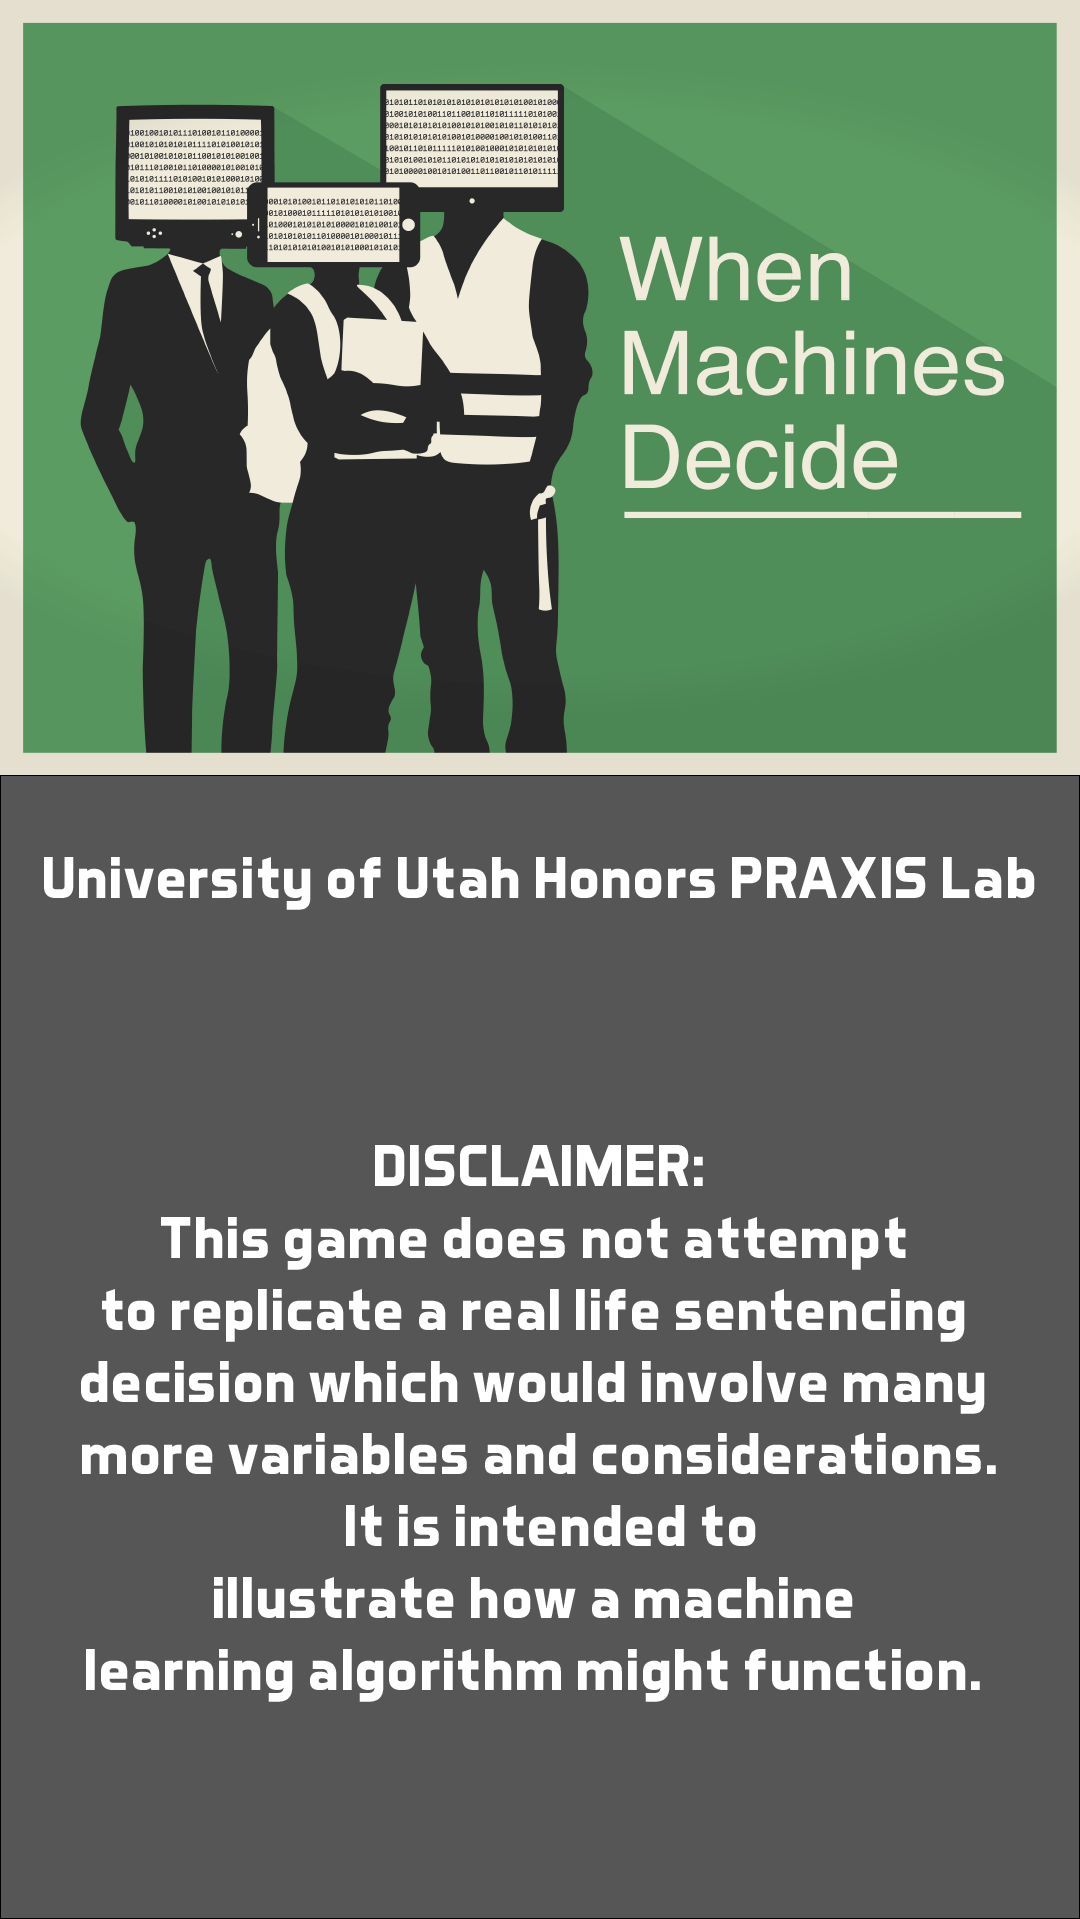 When
Machines
Decide
University of Utah Honors PRAXIS Lab
DISCLAIMER:
This game does not attempt
to replicate a real life sentencing
decision which would involve many
more variables and considerations.
It is intended to
illustrate how a machine
learning algorithm might function.